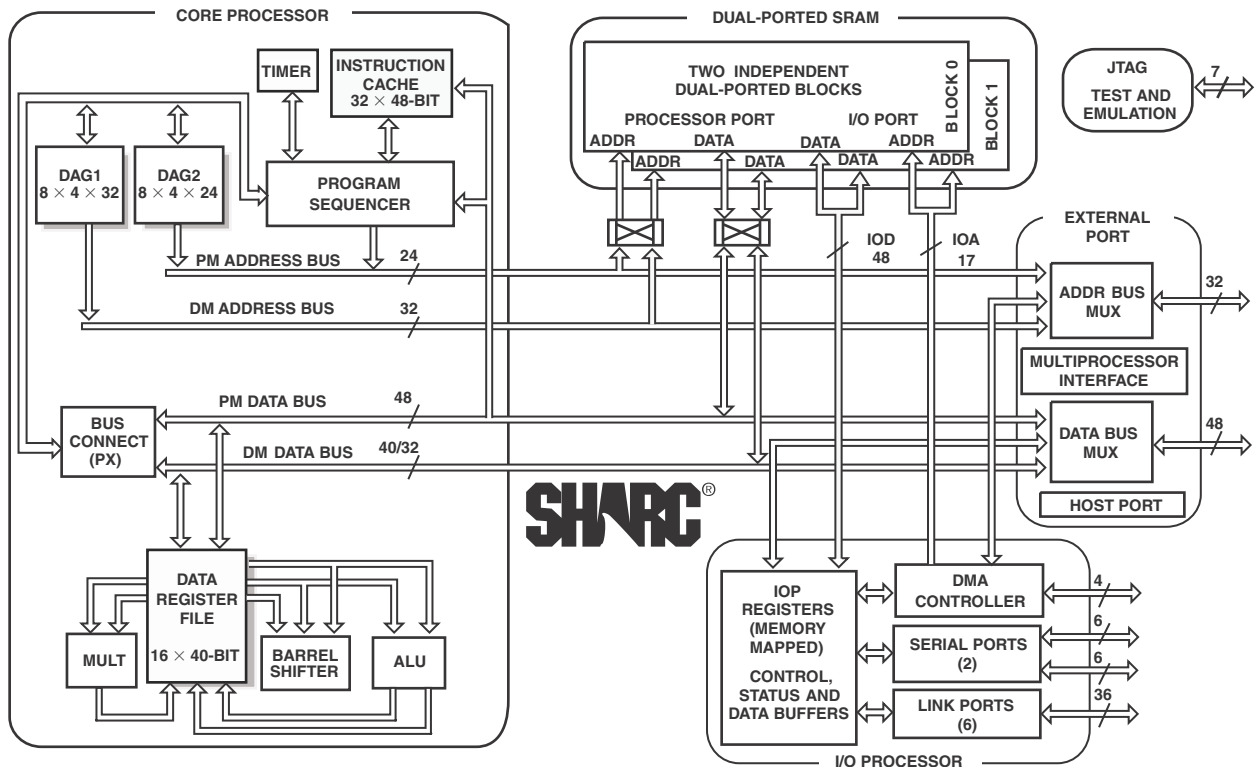 CORE PROCESSOR
TIMER
INSTRUCTION
CACHE
32 × 48-BIT
DAG1
8 × 4 × 32
DAG2
8 × 4 × 24
PROGRAM
SEQUENCER
PM ADDRESS BUS
24
DM ADDRESS BUS
32
PM DATA BUS
48
BUS
CONNECT
(PX)
DM DATA BUS
40/32
DATA
REGISTER
FILE
16 × 40-BIT
MULT
BARREL
SHIFTER
ALU
DUAL-PORTED SRAM
TWO INDEPENDENT
DUAL-PORTED BLOCKS
BLOCK 0
BLOCK 1
PROCESSOR PORT
I/O PORT
ADDR
DATA
DATA
ADDR
ADDR
DATA
DATA
ADDR
JTAG
TEST AND
EMULATION
7
IOD
48
IOA
17
EXTERNAL
PORT
ADDR BUS
MUX
32
MULTIPROCESSOR
INTERFACE
DATA BUS
MUX
48
HOST PORT
SHARC®
IOP
REGISTERS
(MEMORY
MAPPED)
CONTROL,
STATUS AND
DATA BUFFERS
DMA
CONTROLLER
4
SERIAL PORTS
(2)
6
6
LINK PORTS
(6)
36
I/O PROCESSOR